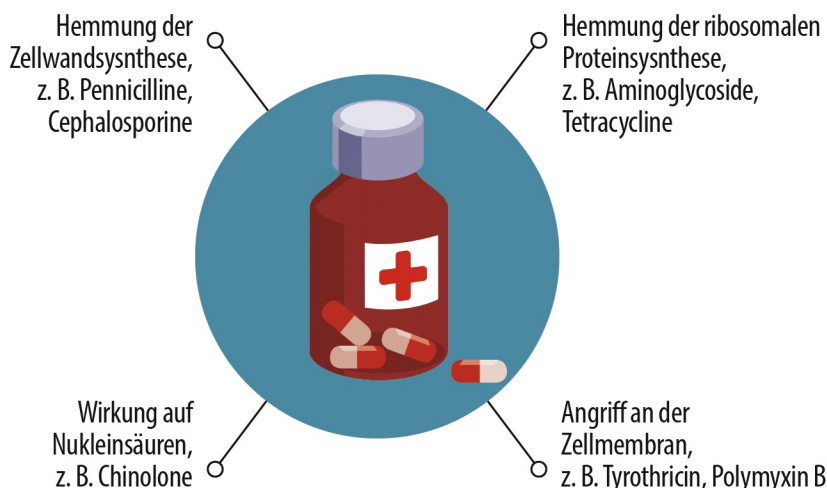 Hemmung der
Zellwandsysnthese,
z. B. Pennicilline,
Cephalosporine
Hemmung der ribosomalen
Proteinsysnthese,
z. B. Aminoglycoside,
Tetracycline
Wirkung auf
Nukleinsäuren,
z. B. Chinolone
Angriff an der
Zellmembran,
z. B. Tyrothricin, Polymyxin B